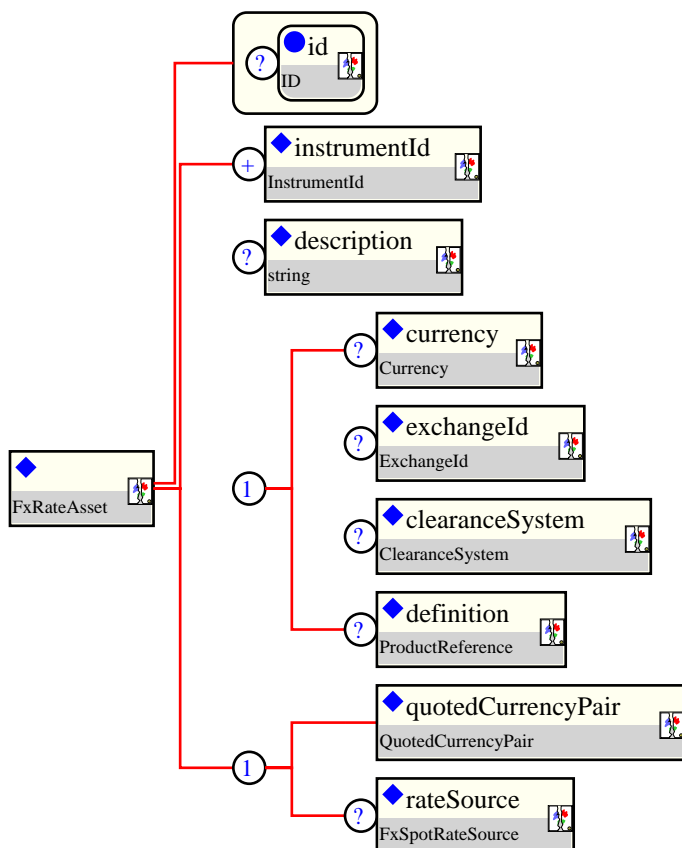 ?
id
ID
+
instrumentId
InstrumentId
?
description
string
?
currency
Currency
?
exchangeId
ExchangeId
FxRateAsset
1
?
clearanceSystem
ClearanceSystem
?
definition
ProductReference
quotedCurrencyPair
QuotedCurrencyPair
1
?
rateSource
FxSpotRateSource